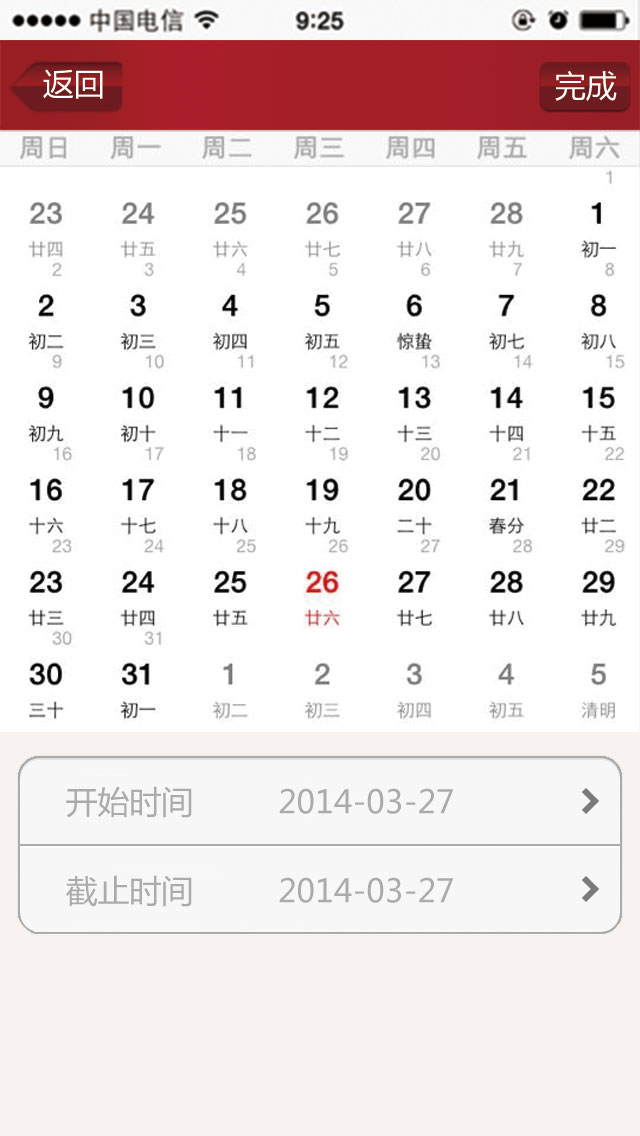 中国电信 9:25
返回 完成
周日 周一 周二 周三 周四 周五 周六
1
23 24 25 26 27 28 1
廿四 廿五 廿六 廿七 廿八 廿九 初一
2 3 4 5 6 7 8
2 3 4 5 6 7 8
初二 初三 初四 初五 惊蛰 初七 初八
9 10 11 12 13 14 15
9 10 11 12 13 14 15
初九 初十 十一 十二 十三 十四 十五
16 17 18 19 20 21 22
16 17 18 19 20 21 22
十六 十七 十八 十九 二十 春分 廿二
23 24 25 26 27 28 29
23 24 25 26 27 28 29
廿三 廿四 廿五 廿六 廿七 廿八 廿九
30 31
30 31 1 2 3 4 5
三十 初一 初二 初三 初四 初五 清明
开始时间 2014-03-27
截止时间 2014-03-27